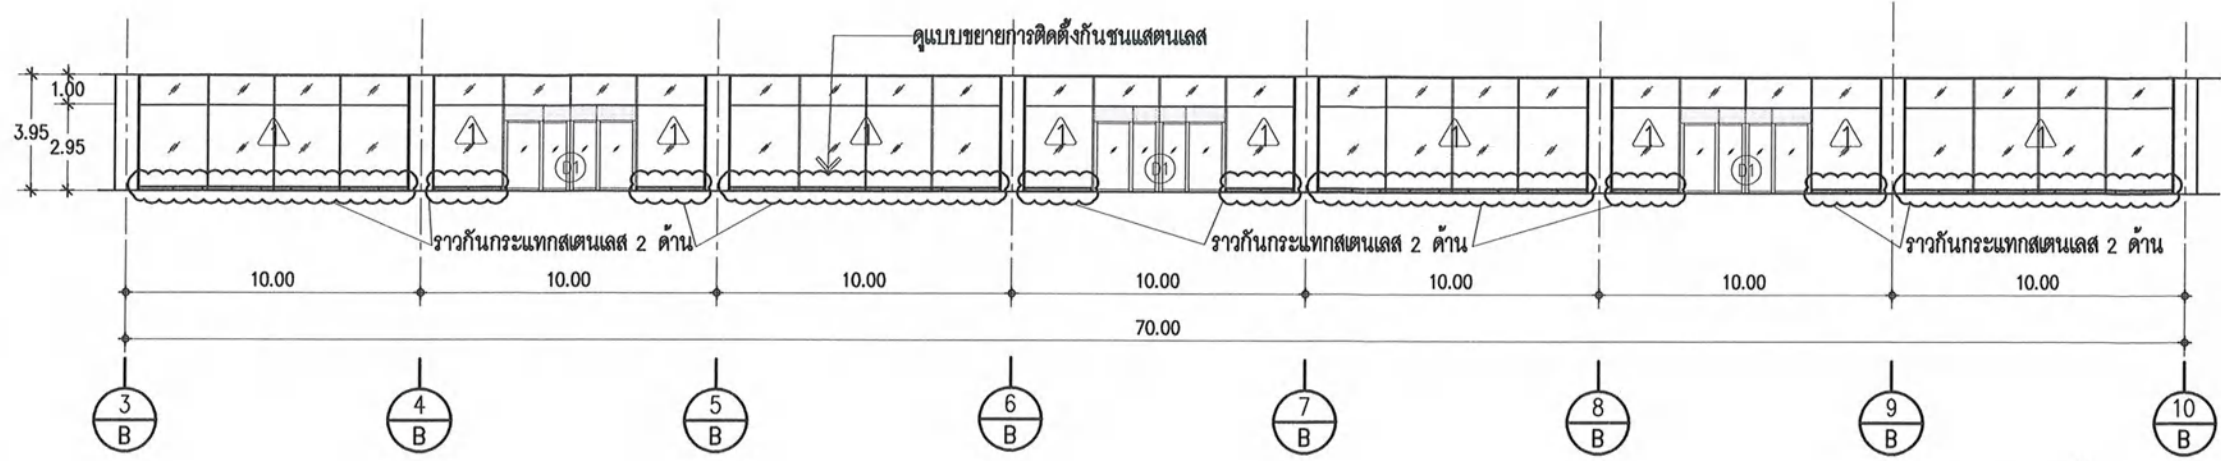 ดูแบบขยายการติดตั้งกันชนแสตนเลส
1.00
3.95
2.95
1 1 1 1 1 1 1 1 1 1
D1 D1 D1
ราวกันกระแทกสเตนเลส 2 ด้าน ราวกันกระแทกสเตนเลส 2 ด้าน ราวกันกระแทกสเตนเลส 2 ด้าน
10.00 10.00 10.00 10.00 10.00 10.00 10.00
70.00
3 4 5 6 7 8 9 10
B B B B B B B B